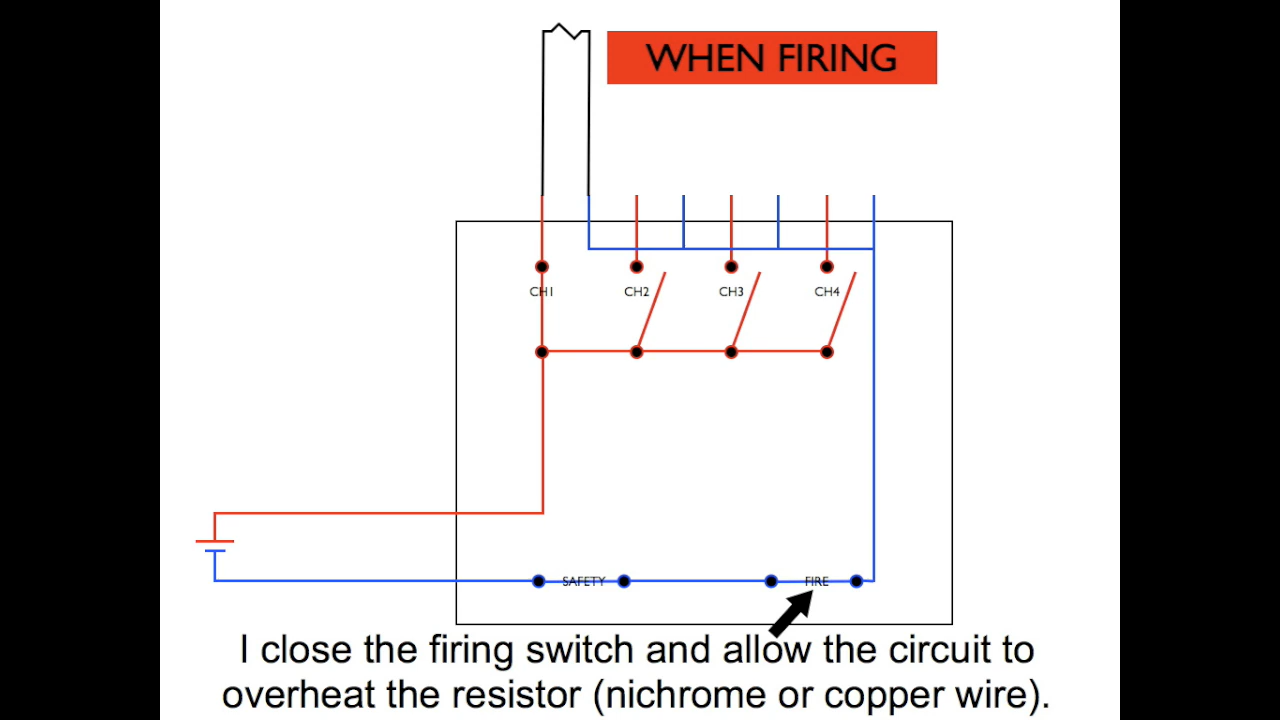 WHEN FIRING
CH1 CH2 CH3 CH4
SAFETY FIRE
I close the firing switch and allow the circuit to
overheat the resistor (nichrome or copper wire).